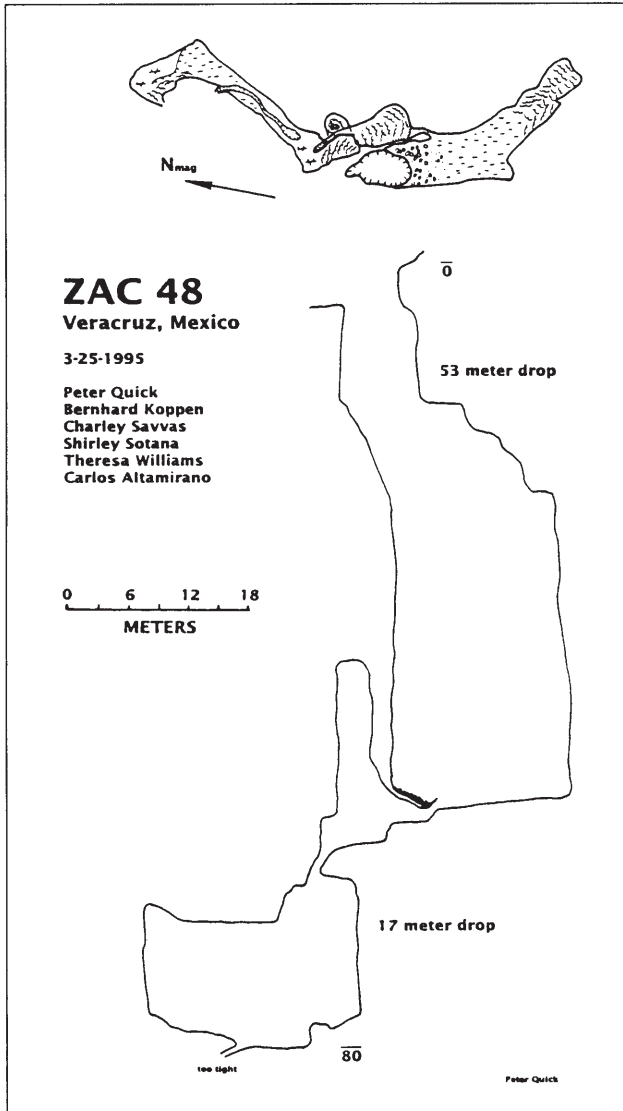 Nmag
0
ZAC 48
Veracruz, Mexico
3-25-1995
53 meter drop
Peter Quick
Bernhard Koppen
Charley Savvas
Shirley Sotana
Theresa Williams
Carlos Altamirano
0 6 12 18
METERS
17 meter drop
80
too tight
Peter Quick